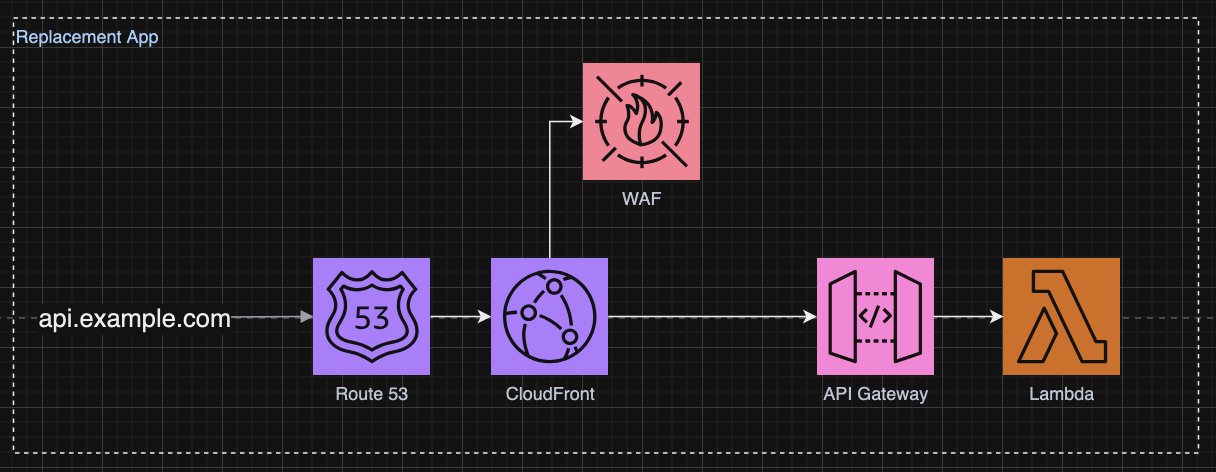 Replacement App
WAF
api.example.com
53
Route 53
CloudFront
</>
API Gateway
Lambda